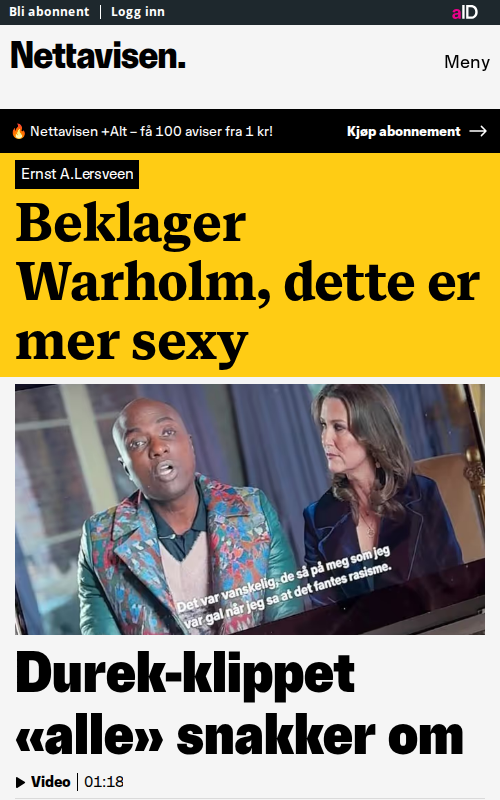 Bli abonnent
Logg inn
aID
Nettavisen.
Meny
🔥 Nettavisen +Alt – få 100 aviser fra 1 kr!
Kjøp abonnement →
Ernst A.Lersveen
Beklager
Warholm, dette er
mer sexy
Det var vanskelig, de så på meg som jeg
var gal når jeg sa at det fantes rasisme.
Durek-klippet
«alle» snakker om
Video
01:18